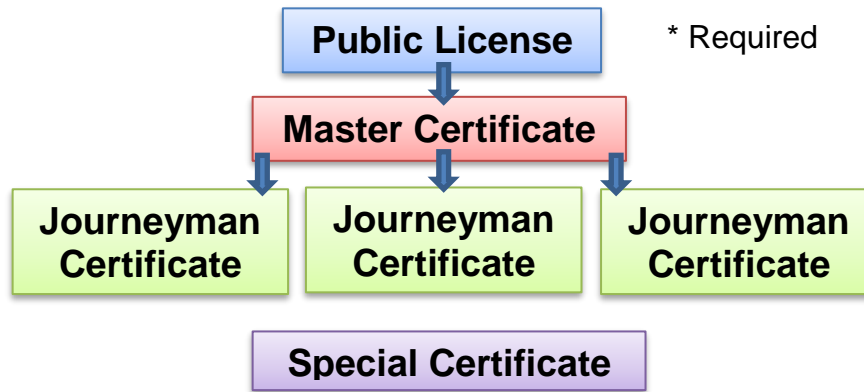 Public License
* Required
Master Certificate
Journeyman
Certificate
Journeyman
Certificate
Journeyman
Certificate
Special Certificate